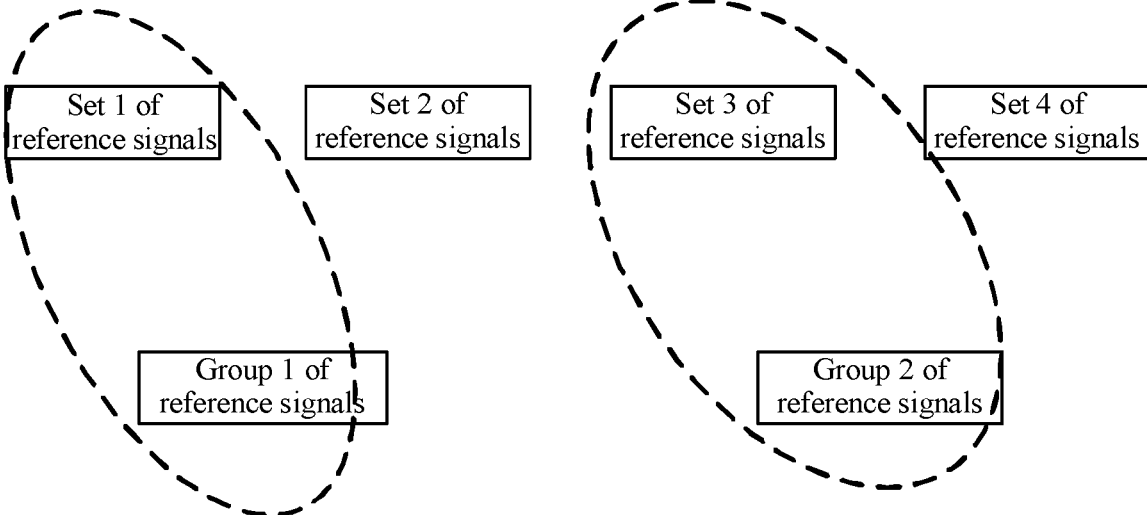 Set 1 of
reference signals
Set 2 of
reference signals
Set 3 of
reference signals
Set 4 of
reference signals
Group 1 of
reference signals
Group 2 of
reference signals